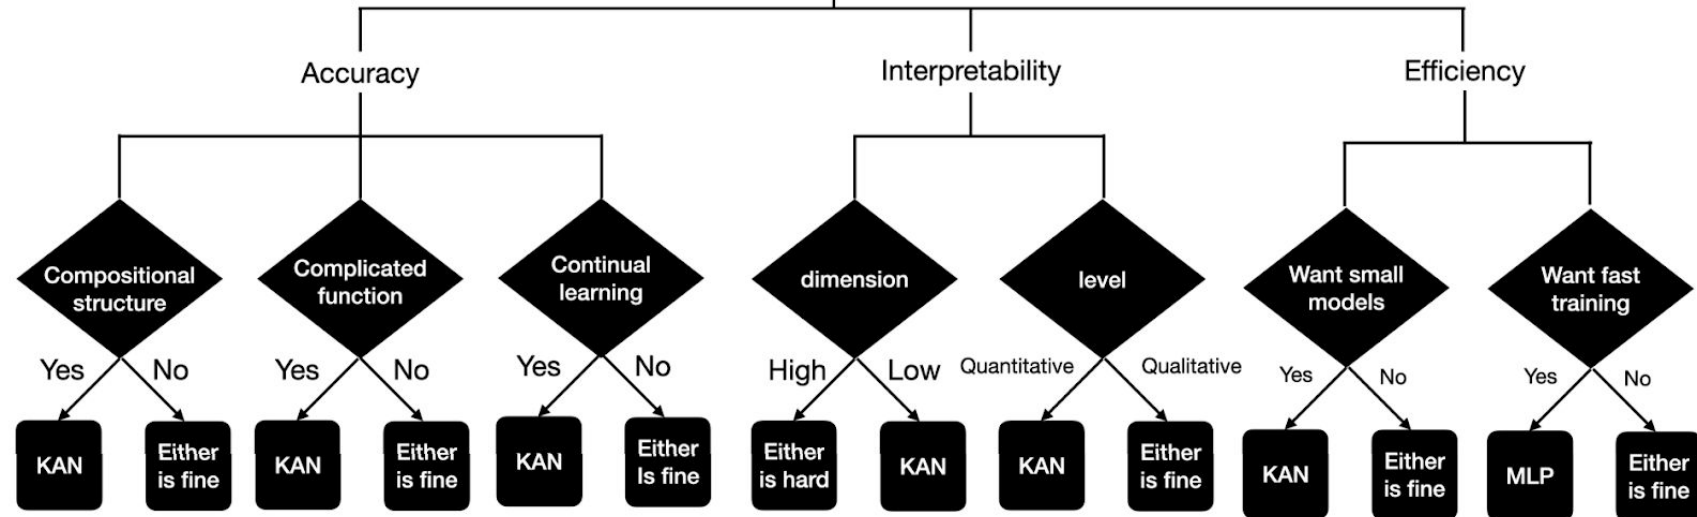 Accuracy
Interpretability
Efficiency
Compositional
structure
Complicated
function
Continual
learning
dimension
level
Want small
models
Want fast
training
Yes
No
Yes
No
Yes
No
High
Low
Quantitative
Qualitative
Yes
No
Yes
No
KAN
Either
is fine
KAN
Either
is fine
KAN
Either
Is fine
Either
is hard
KAN
KAN
Either
is fine
KAN
Either
is fine
MLP
Either
is fine